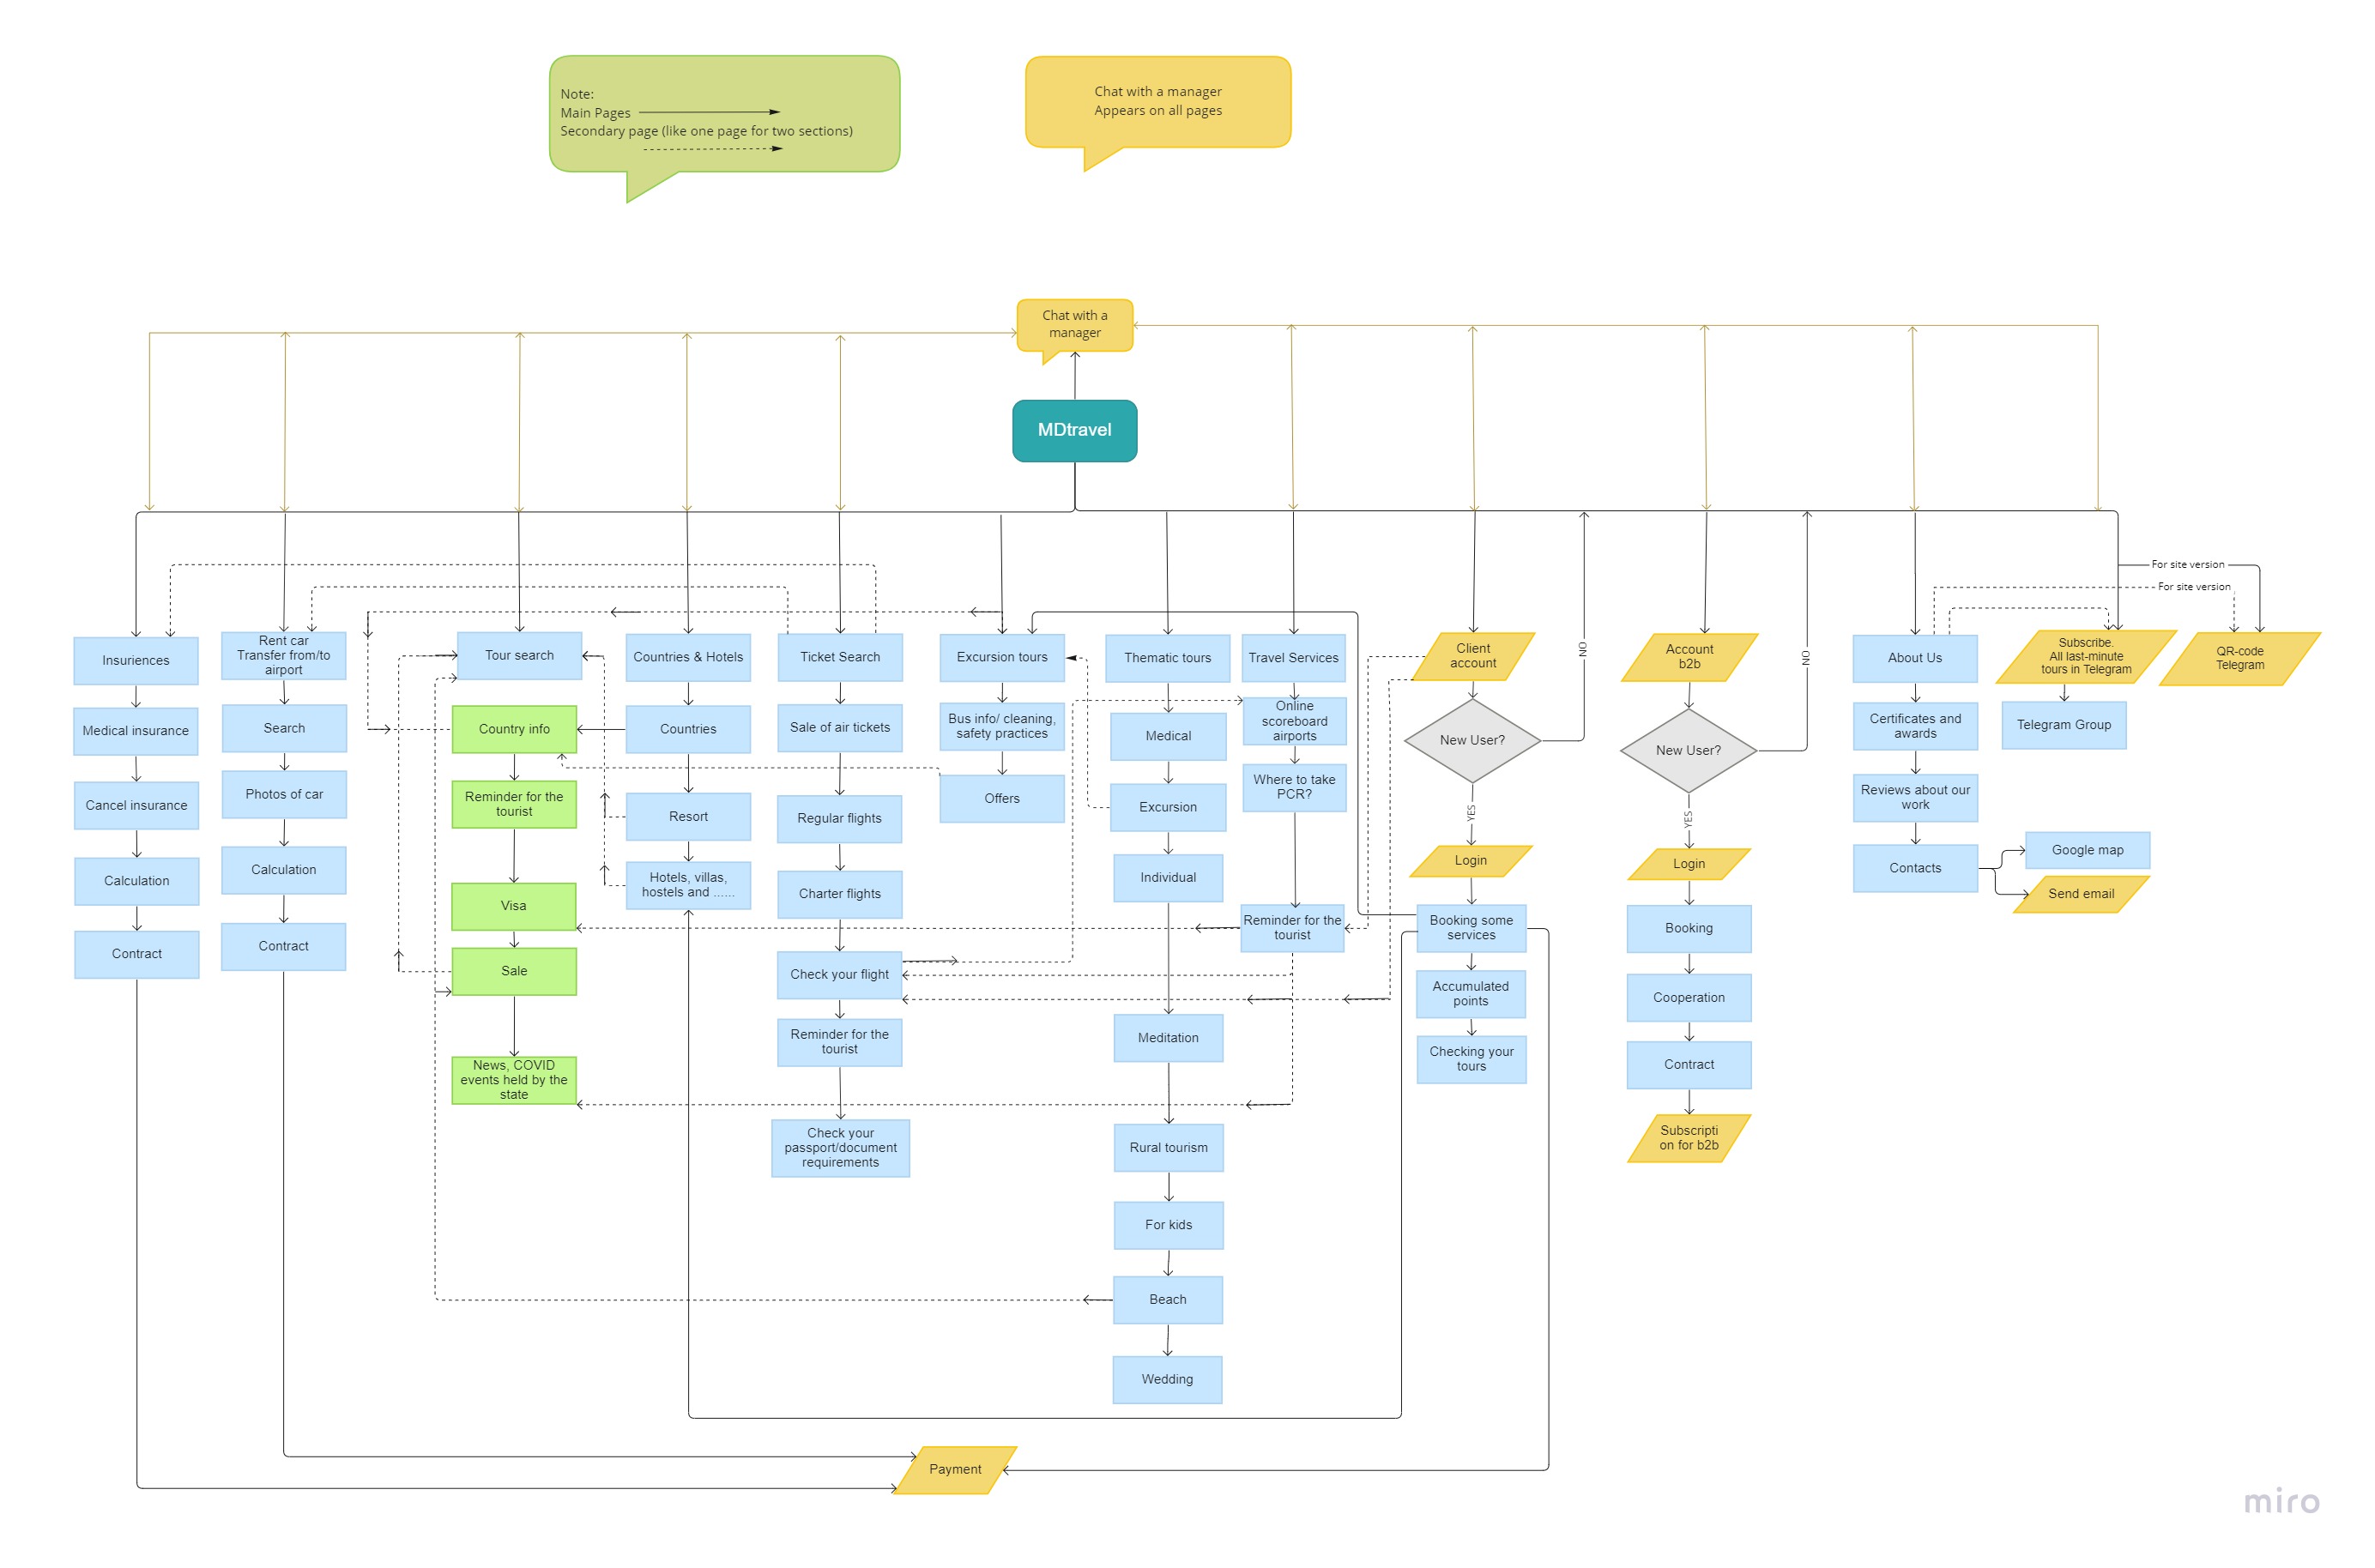 Note:
Main Pages
Secondary page (like one page for two sections)
Chat with a manager
Appears on all pages
Chat with a
manager
MDtravel
For site version
For site version
Insuriences
Medical insurance
Cancel insurance
Calculation
Contract
Rent car
Transfer from/to
airport
Search
Photos of car
Calculation
Contract
Tour search
Country info
Reminder for the
tourist
Visa
Sale
News, COVID
events held by the
state
Countries & Hotels
Countries
Resort
Hotels, villas,
hostels and ......
Ticket Search
Sale of air tickets
Regular flights
Charter flights
Check your flight
Reminder for the
tourist
Check your
passport/document
requirements
Excursion tours
Bus info/ cleaning,
safety practices
Offers
Thematic tours
Medical
Excursion
Individual
Meditation
Rural tourism
For kids
Beach
Wedding
Travel Services
Online
scoreboard
airports
Where to take
PCR?
Reminder for the
tourist
Client
account
New User?
NO
YES
Login
Booking some
services
Accumulated
points
Checking your
tours
Account
b2b
New User?
NO
YES
Login
Booking
Cooperation
Contract
Subscripti
on for b2b
About Us
Certificates and
awards
Reviews about our
work
Contacts
Google map
Send email
Subscribe.
All last-minute
tours in Telegram
Telegram Group
QR-code
Telegram
Payment
miro